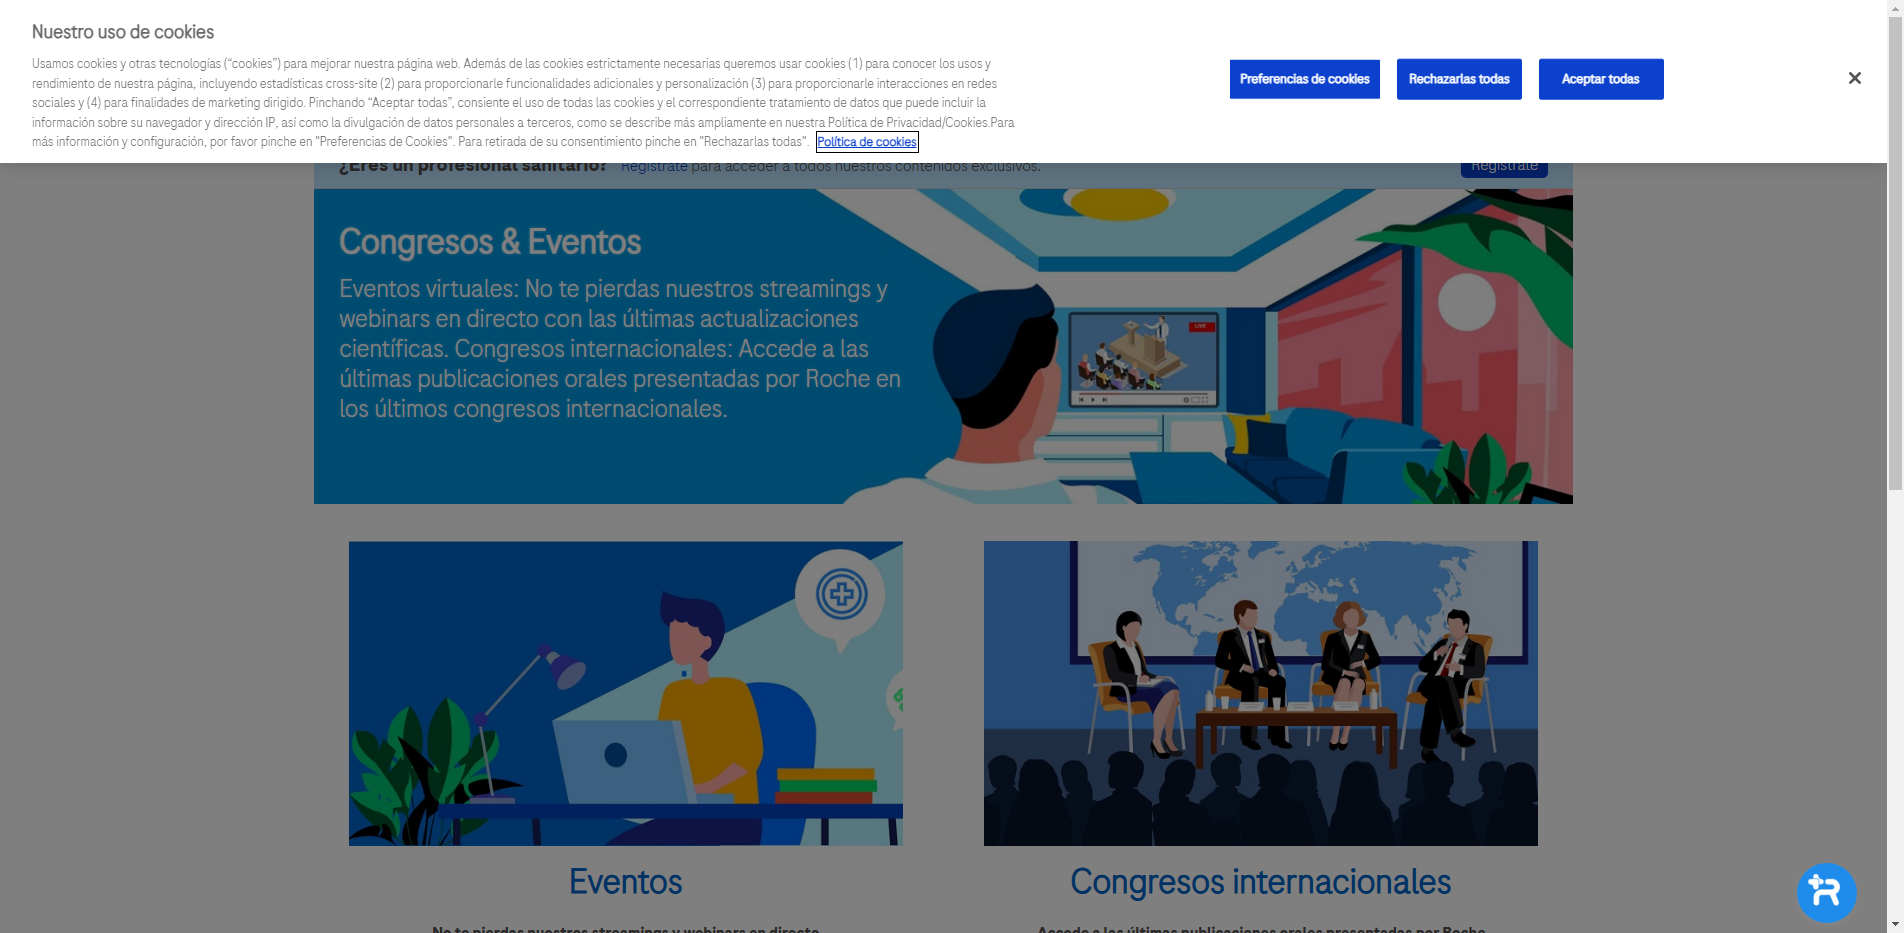 Nuestro uso de cookies
Usamos cookies y otras tecnologías (“cookies”) para mejorar nuestra página web. Además de las cookies estrictamente necesarias queremos usar cookies (1) para conocer los usos y
rendimiento de nuestra página, incluyendo estadísticas cross-site (2) para proporcionarle funcionalidades adicionales y personalización (3) para proporcionarle interacciones en redes
sociales y (4) para finalidades de marketing dirigido. Pinchando “Aceptar todas”, consiente el uso de todas las cookies y el correspondiente tratamiento de datos que puede incluir la
información sobre su navegador y dirección IP, así como la divulgación de datos personales a terceros, como se describe más ampliamente en nuestra Política de Privacidad/Cookies.Para
más información y configuración, por favor pinche en "Preferencias de Cookies". Para retirada de su consentimiento pinche en "Rechazarlas todas". Política de cookies
Preferencias de cookies
Rechazarlas todas
Aceptar todas
¿Eres un profesional sanitario? Regístrate para acceder a todos nuestros contenidos exclusivos.
Regístrate
Congresos & Eventos
Eventos virtuales: No te pierdas nuestros streamings y
webinars en directo con las últimas actualizaciones
científicas. Congresos internacionales: Accede a las
últimas publicaciones orales presentadas por Roche en
los últimos congresos internacionales.
LIVE
Eventos
Congresos internacionales
No te pierdas nuestros streamings y webinars en directo
Accede a las últimas publicaciones orales presentadas por Roche